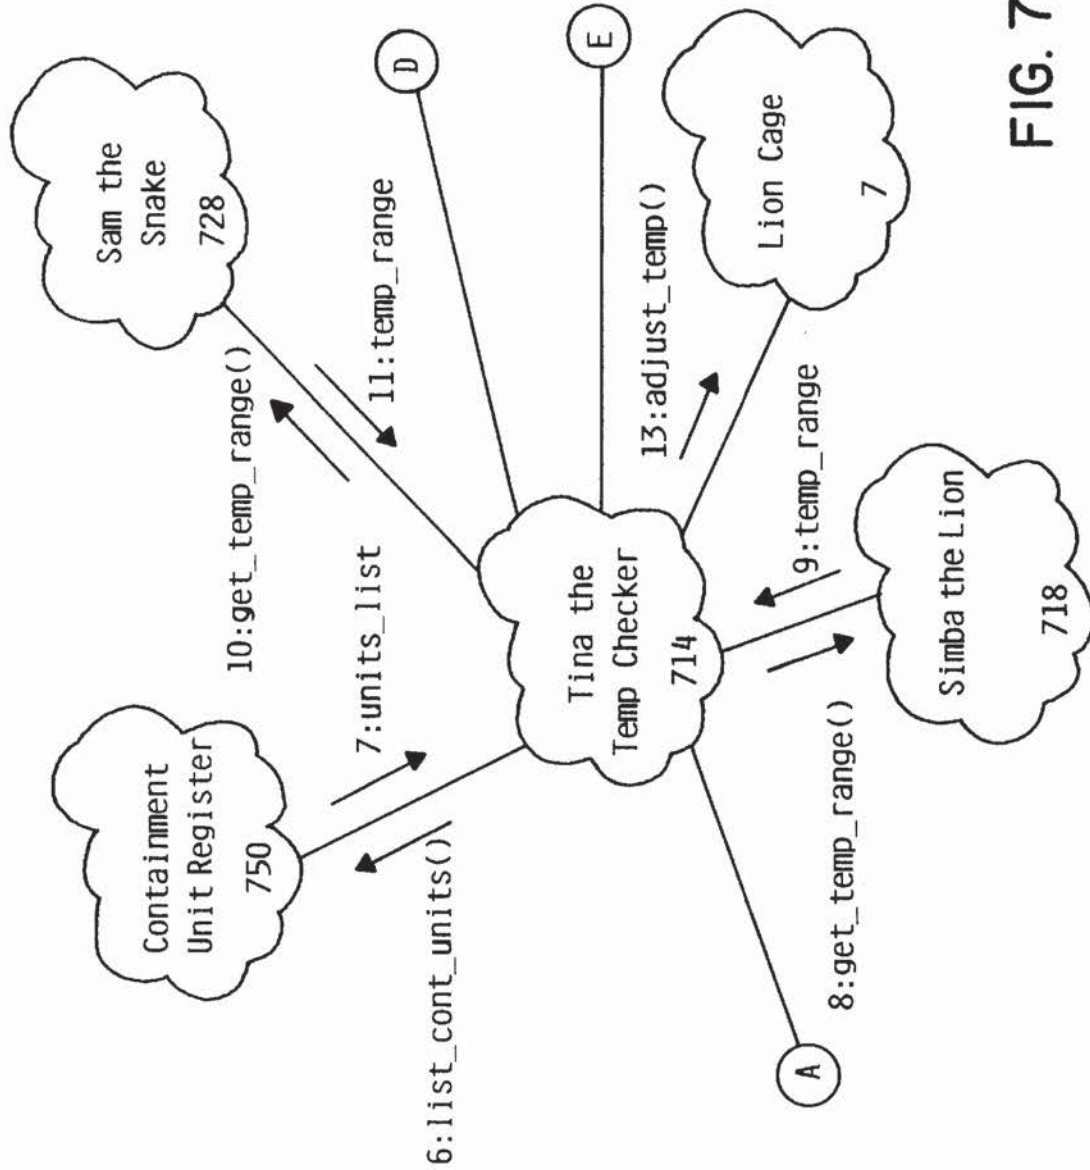 Containment
Unit Register
750
Sam the
Snake
728
10:get_temp_range()
7:units_list
11:temp_range
6:list_cont_units()
D
Tina the
Temp Checker
714
E
A
8:get_temp_range()
9:temp_range
13:adjust_temp()
Simba the Lion
718
Lion Cage
7
FIG. 7